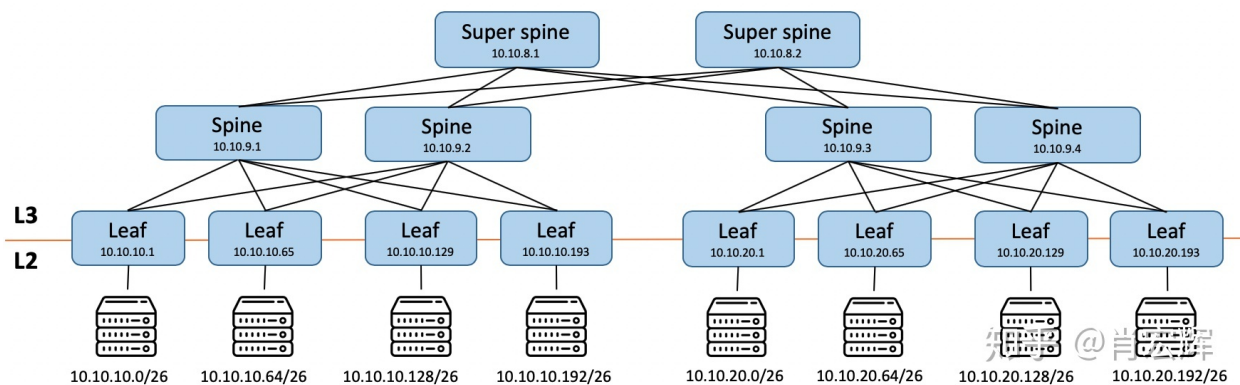 Super spine
10.10.8.1
Super spine
10.10.8.2
Spine
10.10.9.1
Spine
10.10.9.2
Spine
10.10.9.3
Spine
10.10.9.4
L3
L2
Leaf
10.10.10.1
Leaf
10.10.10.65
Leaf
10.10.10.129
Leaf
10.10.10.193
Leaf
10.10.20.1
Leaf
10.10.20.65
Leaf
10.10.20.129
Leaf
10.10.20.193
10.10.10.0/26
10.10.10.64/26
10.10.10.128/26
10.10.10.192/26
10.10.20.0/26
10.10.20.64/26
10.10.20.128/26
10.10.20.192/26
知乎 @肖宏辉